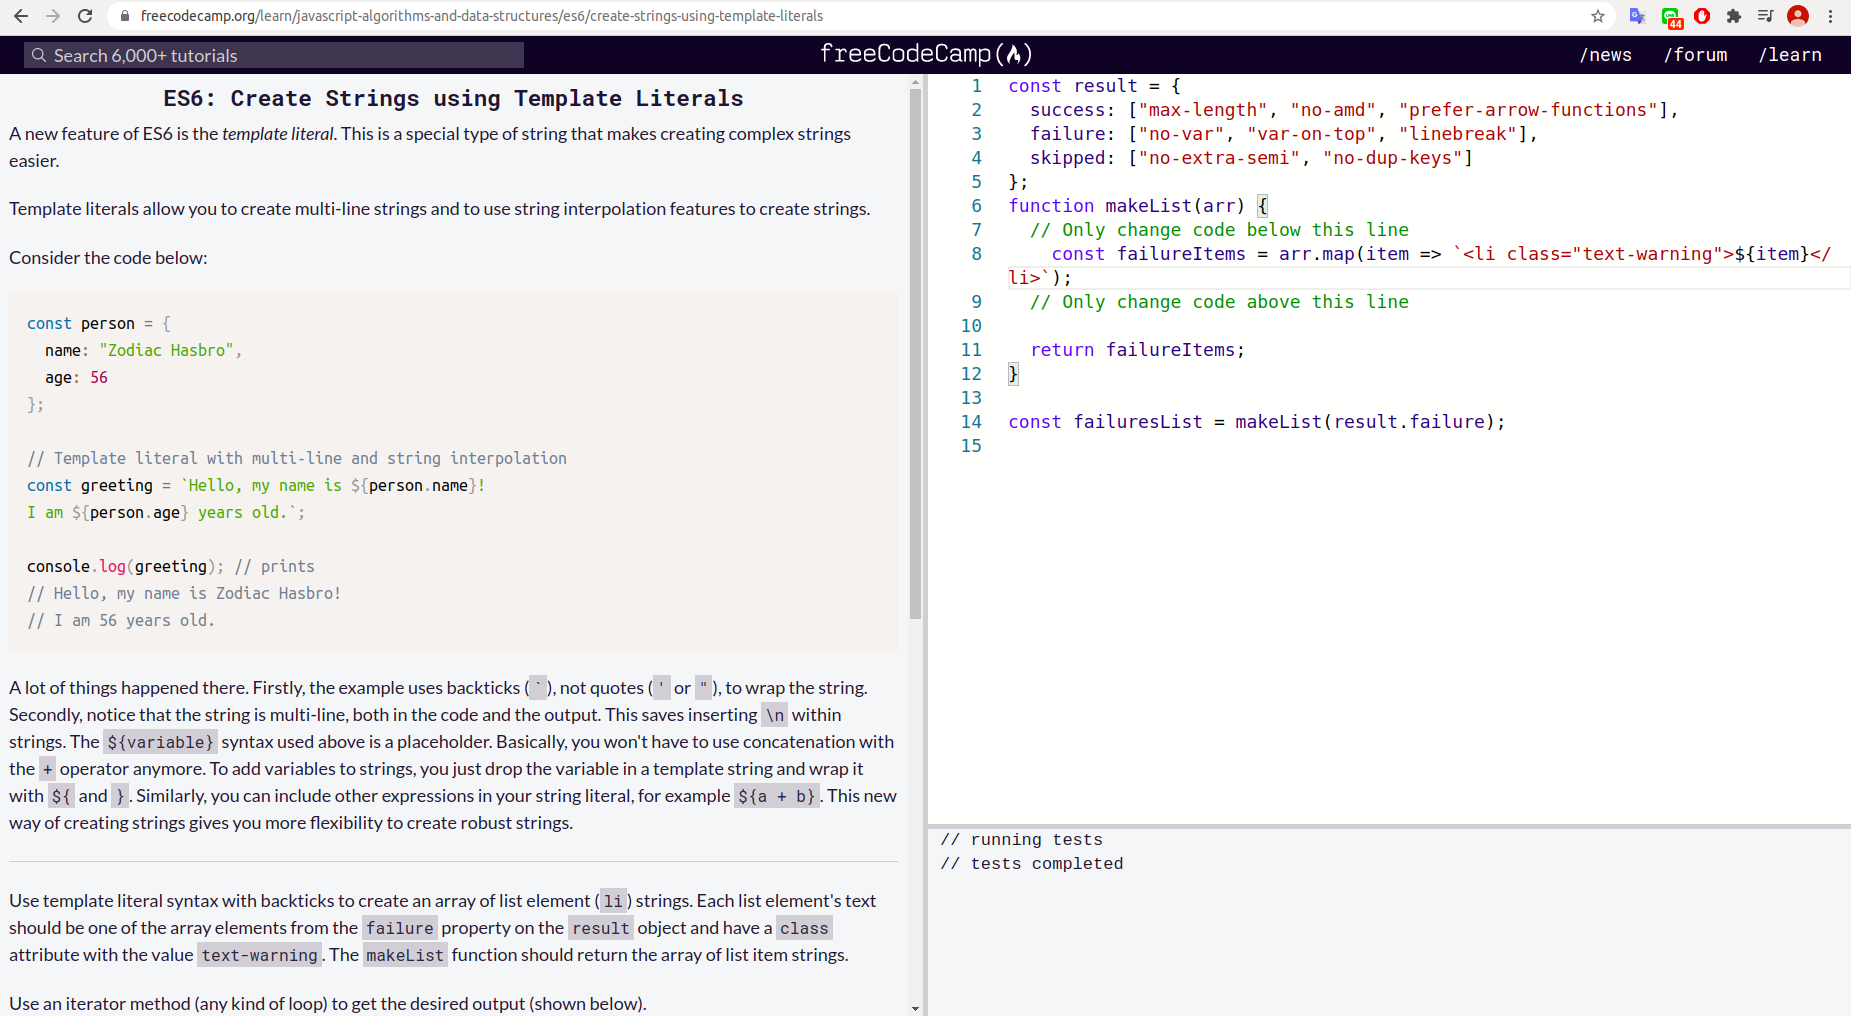 freecodecamp.org/learn/javascript-algorithms-and-data-structures/es6/create-strings-using-template-literals
44
Search 6,000+ tutorials
freeCodeCamp
/news
/forum
/learn
ES6: Create Strings using Template Literals
A new feature of ES6 is the template literal. This is a special type of string that makes creating complex strings
easier.
Template literals allow you to create multi-line strings and to use string interpolation features to create strings.
Consider the code below:
const person = {
  name: "Zodiac Hasbro",
  age: 56
};
// Template literal with multi-line and string interpolation
const greeting = `Hello, my name is ${person.name}!
I am ${person.age} years old.`;
console.log(greeting); // prints
// Hello, my name is Zodiac Hasbro!
// I am 56 years old.
A lot of things happened there. Firstly, the example uses backticks (`), not quotes (' or "), to wrap the string.
Secondly, notice that the string is multi-line, both in the code and the output. This saves inserting \n within
strings. The ${variable} syntax used above is a placeholder. Basically, you won't have to use concatenation with
the + operator anymore. To add variables to strings, you just drop the variable in a template string and wrap it
with ${ and }. Similarly, you can include other expressions in your string literal, for example ${a + b}. This new
way of creating strings gives you more flexibility to create robust strings.
Use template literal syntax with backticks to create an array of list element (li) strings. Each list element's text
should be one of the array elements from the failure property on the result object and have a class
attribute with the value text-warning. The makeList function should return the array of list item strings.
Use an iterator method (any kind of loop) to get the desired output (shown below).
1 const result = {
2   success: ["max-length", "no-amd", "prefer-arrow-functions"],
3   failure: ["no-var", "var-on-top", "linebreak"],
4   skipped: ["no-extra-semi", "no-dup-keys"]
5 };
6 function makeList(arr) {
7   // Only change code below this line
8     const failureItems = arr.map(item => `<li class="text-warning">${item}</
li>`);
9   // Only change code above this line
10
11   return failureItems;
12 }
13
14 const failuresList = makeList(result.failure);
15
// running tests
// tests completed